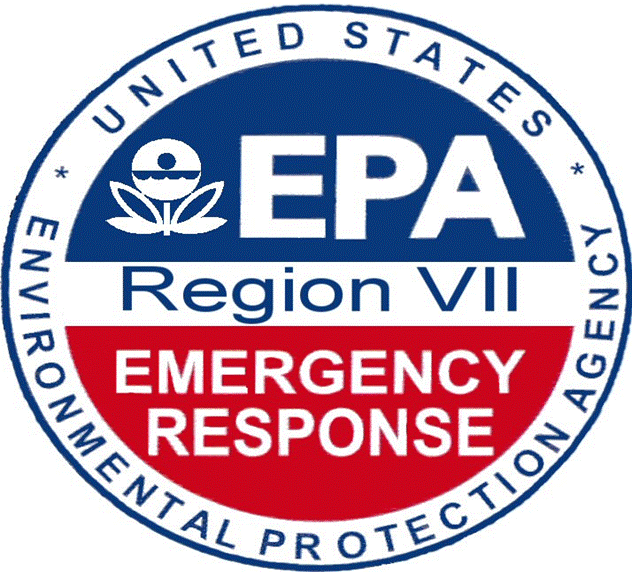 UNITED STATES
EPA
Region VII
EMERGENCY
RESPONSE
* ENVIRONMENTAL PROTECTION AGENCY *